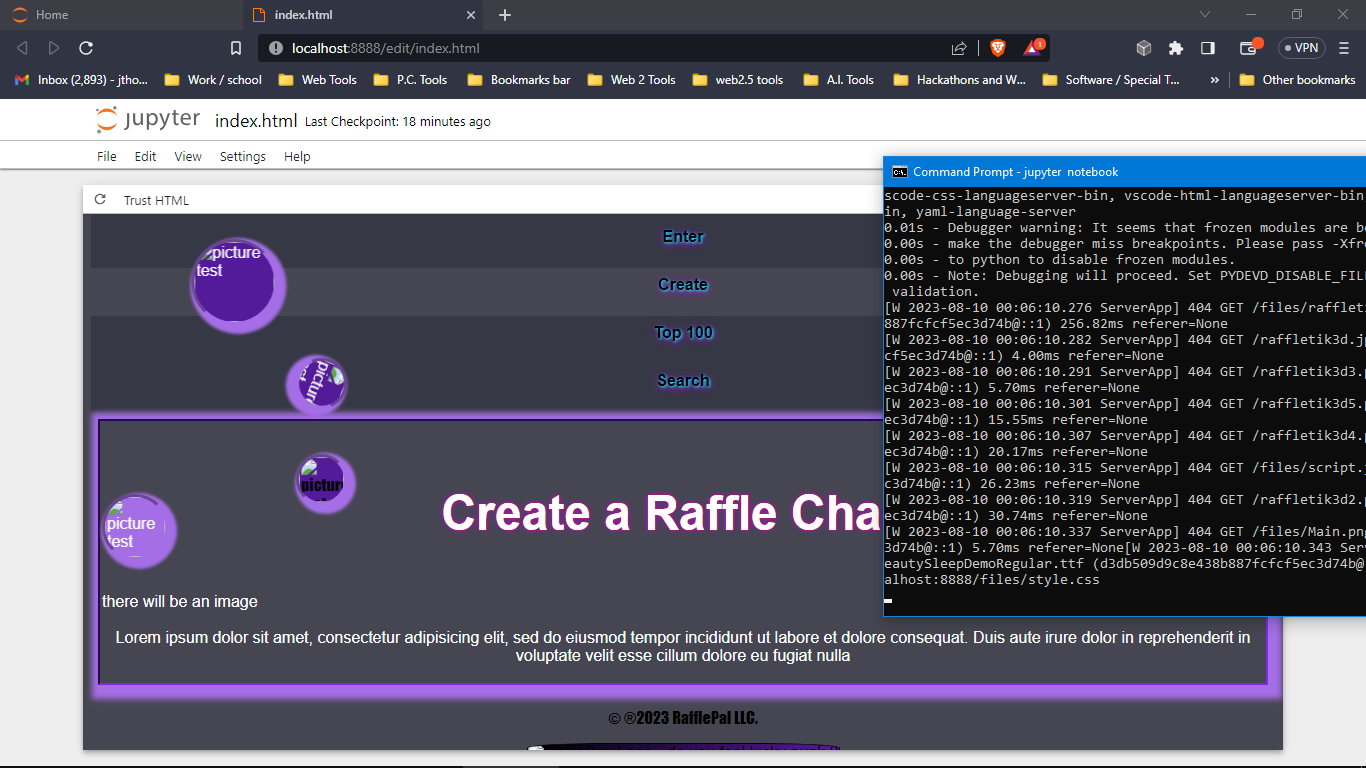 Home
index.html
localhost:8888/edit/index.html
1
VPN
Inbox (2,893) - jtho...
Work / school
Web Tools
P.C. Tools
Bookmarks bar
Web 2 Tools
web2.5 tools
A.I. Tools
Hackathons and W...
Software / Special T...
»
Other bookmarks
jupyter
index.html
Last Checkpoint: 18 minutes ago
File
Edit
View
Settings
Help
Trust HTML
picture
test
Enter
Create
Top 100
Search
picture
test
Create a Raffle Cha
picture
test
there will be an image
Lorem ipsum dolor sit amet, consectetur adipisicing elit, sed do eiusmod tempor incididunt ut labore et dolore consequat. Duis aute irure dolor in reprehenderit in
voluptate velit esse cillum dolore eu fugiat nulla
© ®2023 RafflePal LLC.
Command Prompt - jupyter notebook
scode-css-languageserver-bin, vscode-html-languageserver-bin
in, yaml-language-server
0.01s - Debugger warning: It seems that frozen modules are be
0.00s - make the debugger miss breakpoints. Please pass -Xfro
0.00s - to python to disable frozen modules.
0.00s - Note: Debugging will proceed. Set PYDEVD_DISABLE_FILE
validation.
[W 2023-08-10 00:06:10.276 ServerApp] 404 GET /files/raffleti
887fcfcf5ec3d74b@::1) 256.82ms referer=None
[W 2023-08-10 00:06:10.282 ServerApp] 404 GET /raffletik3d.jp
cf5ec3d74b@::1) 4.00ms referer=None
[W 2023-08-10 00:06:10.291 ServerApp] 404 GET /raffletik3d3.p
ec3d74b@::1) 5.70ms referer=None
[W 2023-08-10 00:06:10.301 ServerApp] 404 GET /raffletik3d5.p
ec3d74b@::1) 15.55ms referer=None
[W 2023-08-10 00:06:10.307 ServerApp] 404 GET /raffletik3d4.p
ec3d74b@::1) 20.17ms referer=None
[W 2023-08-10 00:06:10.315 ServerApp] 404 GET /files/script.j
c3d74b@::1) 26.23ms referer=None
[W 2023-08-10 00:06:10.319 ServerApp] 404 GET /raffletik3d2.p
ec3d74b@::1) 30.74ms referer=None
[W 2023-08-10 00:06:10.337 ServerApp] 404 GET /files/Main.png
3d74b@::1) 5.70ms referer=None[W 2023-08-10 00:06:10.343 Serv
eautySleepDemoRegular.ttf (d3db509d9c8e438b887fcfcf5ec3d74b@
alhost:8888/files/style.css